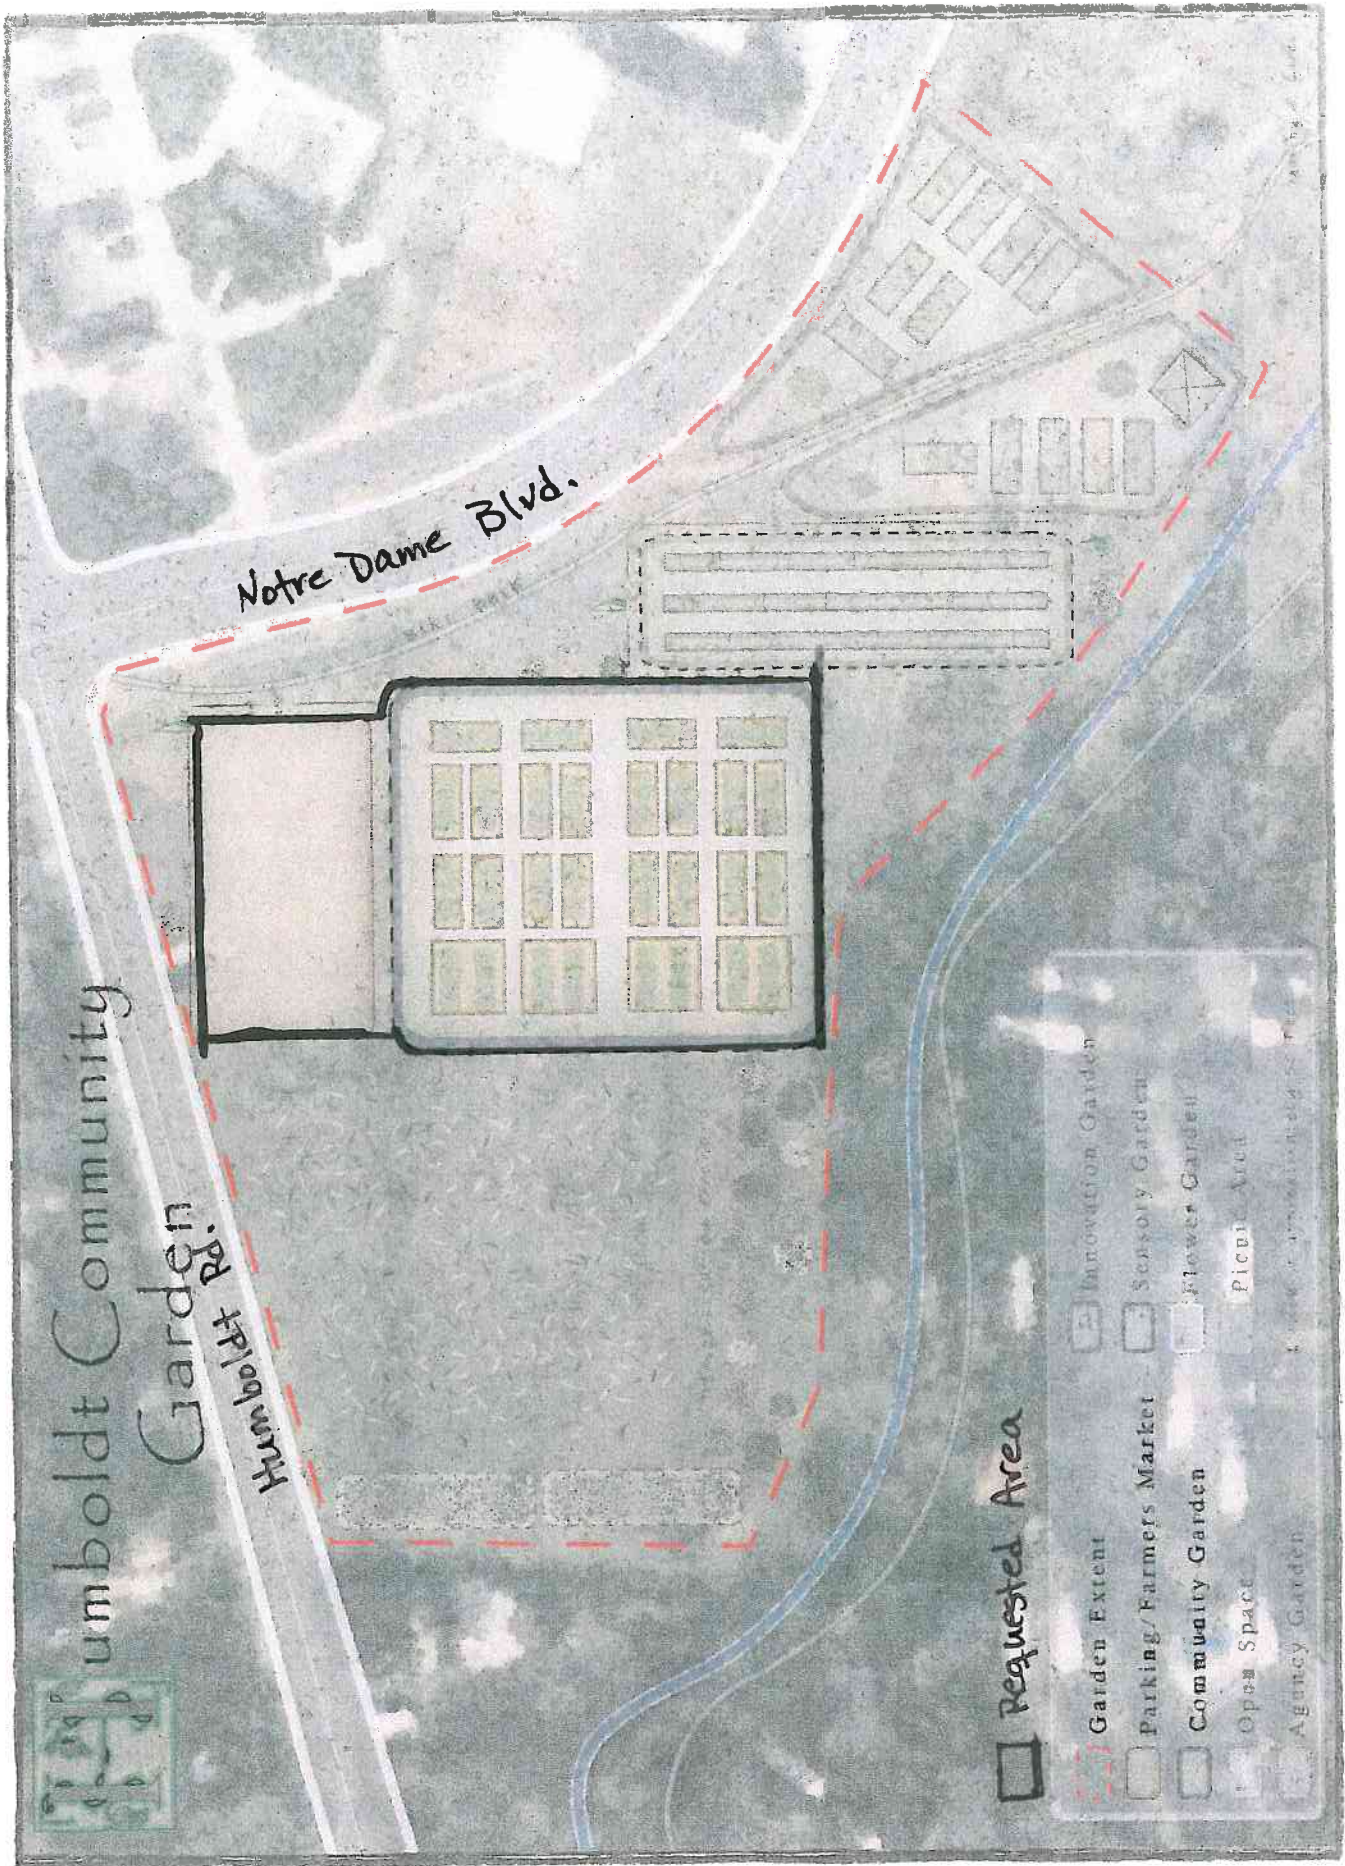 Humboldt Community
Garden
Humboldt Rd.
Notre Dame Blvd.
Requested Area
Garden Extent
Parking/Farmers Market
Community Garden
Open Space
Agency Garden
Innovation Garden
Sensory Garden
Flower Garden
Picnic Area